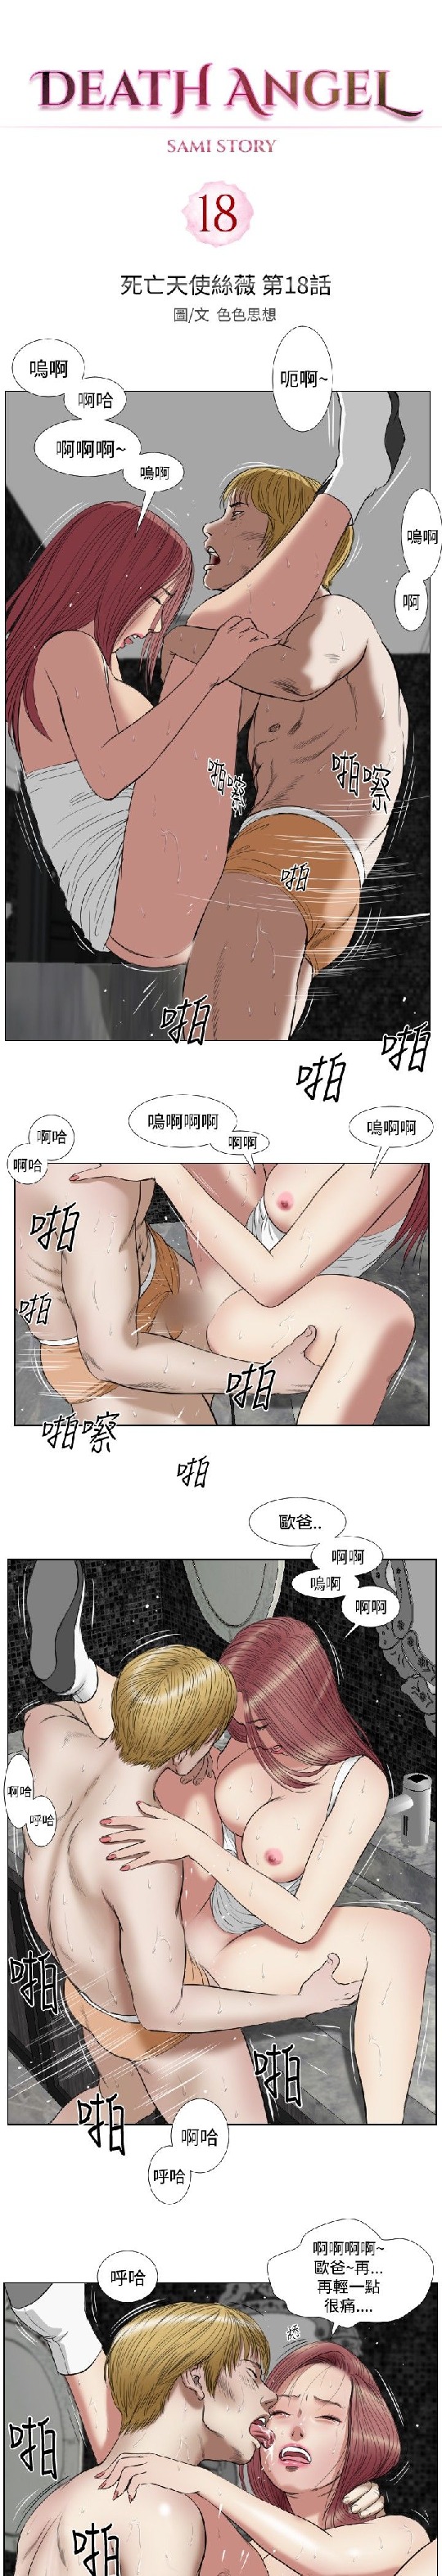 DEATH ANGEL
SAMI STORY
18
死亡天使絲薇 第18話
圖/文 色色思想
嗚啊
啊哈
啊啊啊~
嗚啊
呃啊~
嗚啊
啊
啪嚓
啪嚓
啪
啪
啪
啪
啊哈
啊哈
嗚啊啊啊
啊啊
嗚啊啊
啪
啪
啪
啪嚓
啪
歐爸..
啊啊
嗚啊
啊啊
啊哈
呼哈
啪
啪
啪
啊哈
呼哈
呼哈
啊啊啊啊~
歐爸~再...
再輕一點
很痛....
啪
啪